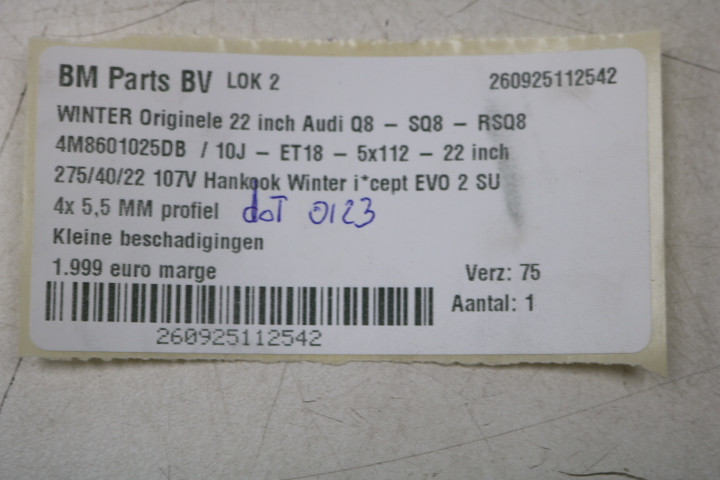 BM Parts BV LOK 2 260925112542
WINTER Originele 22 inch Audi Q8 - SQ8 - RSQ8
4M8601025DB / 10J - ET18 - 5x112 - 22 inch
275/40/22 107V Hankook Winter i*cept EVO 2 SU
4x 5,5 MM profiel doT 0123
Kleine beschadigingen
1.999 euro marge Verz: 75
Aantal: 1
260925112542